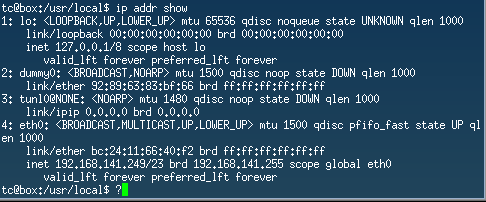 tc@box:/usr/local$ ip addr show
1: lo: <LOOPBACK,UP,LOWER_UP> mtu 65536 qdisc noqueue state UNKNOWN qlen 1000
link/loopback 00:00:00:00:00:00 brd 00:00:00:00:00:00
inet 127.0.0.1/8 scope host lo
valid_lft forever preferred_lft forever
2: dummy0: <BROADCAST,NOARP> mtu 1500 qdisc noop state DOWN qlen 1000
link/ether 92:89:63:83:bf:66 brd ff:ff:ff:ff:ff:ff
3: tunl0@NONE: <NOARP> mtu 1480 qdisc noop state DOWN qlen 1000
link/ipip 0.0.0.0 brd 0.0.0.0
4: eth0: <BROADCAST,MULTICAST,UP,LOWER_UP> mtu 1500 qdisc pfifo_fast state UP ql
en 1000
link/ether bc:24:11:66:40:f2 brd ff:ff:ff:ff:ff:ff
inet 192.168.141.249/23 brd 192.168.141.255 scope global eth0
valid_lft forever preferred_lft forever
tc@box:/usr/local$ ?